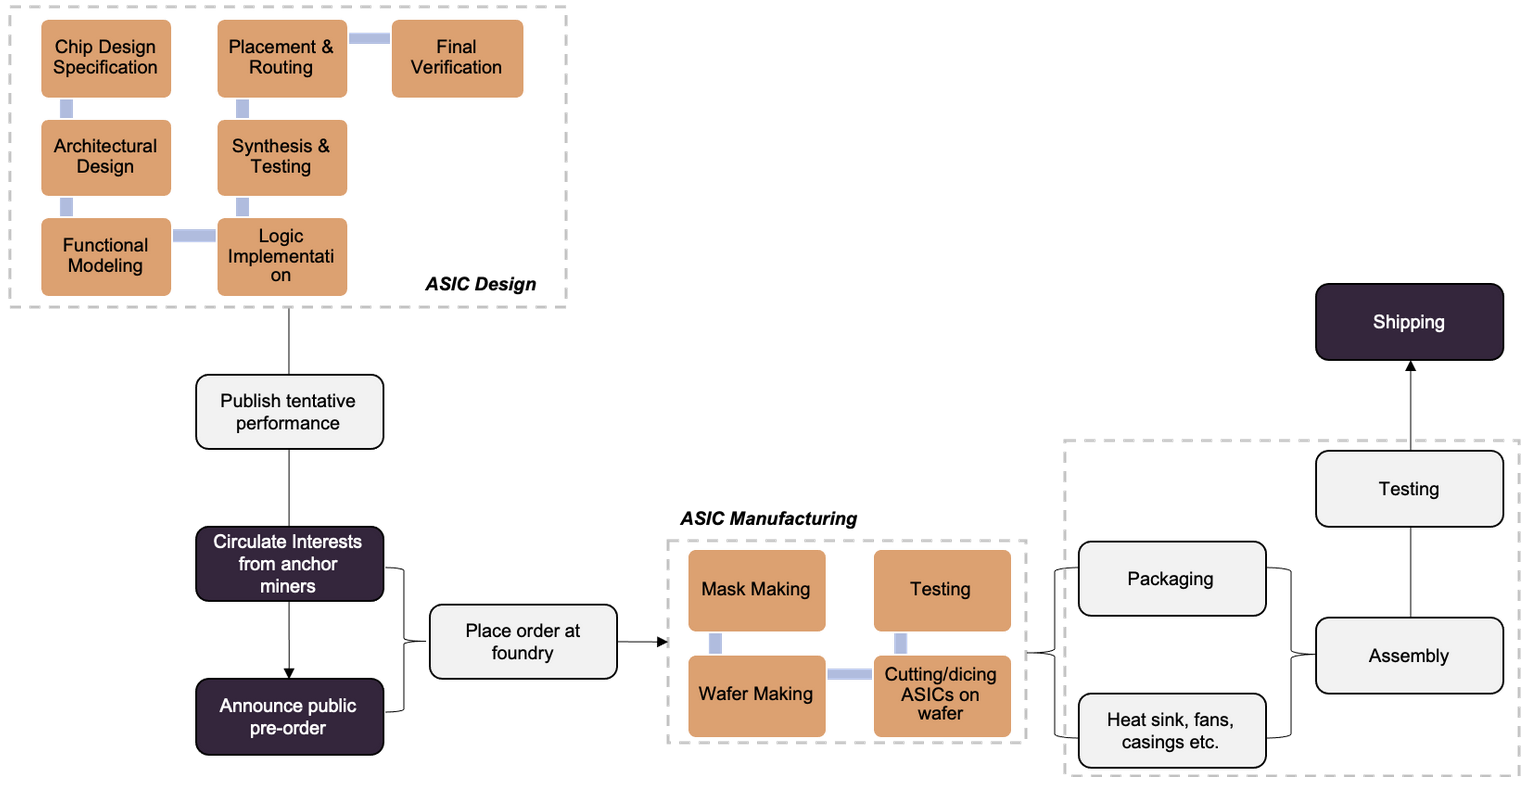 Chip Design
Specification
Architectural
Design
Functional
Modeling
Logic
Implementati
on
Synthesis &
Testing
Placement &
Routing
Final
Verification
ASIC Design
Publish tentative
performance
Circulate Interests
from anchor
miners
Announce public
pre-order
Place order at
foundry
ASIC Manufacturing
Mask Making
Wafer Making
Cutting/dicing
ASICs on
wafer
Testing
Packaging
Heat sink, fans,
casings etc.
Assembly
Testing
Shipping